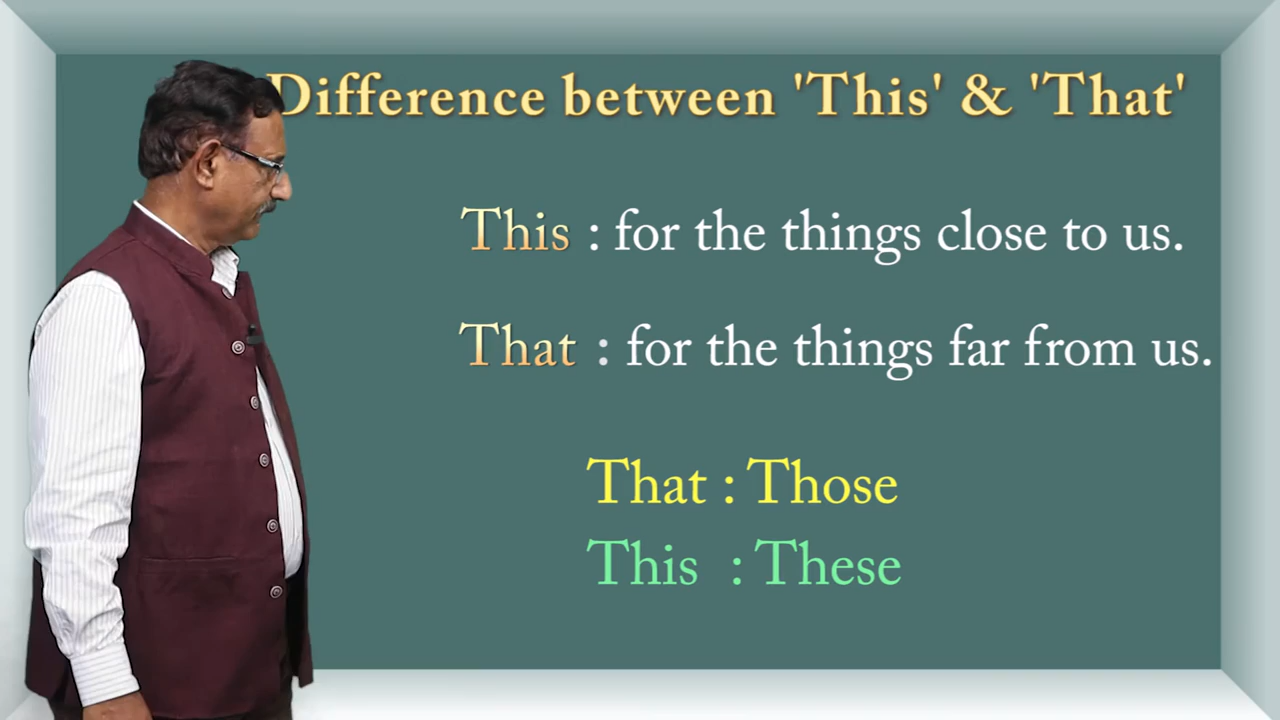 Difference between 'This' & 'That'
This : for the things close to us.
That : for the things far from us.
That : Those
This : These